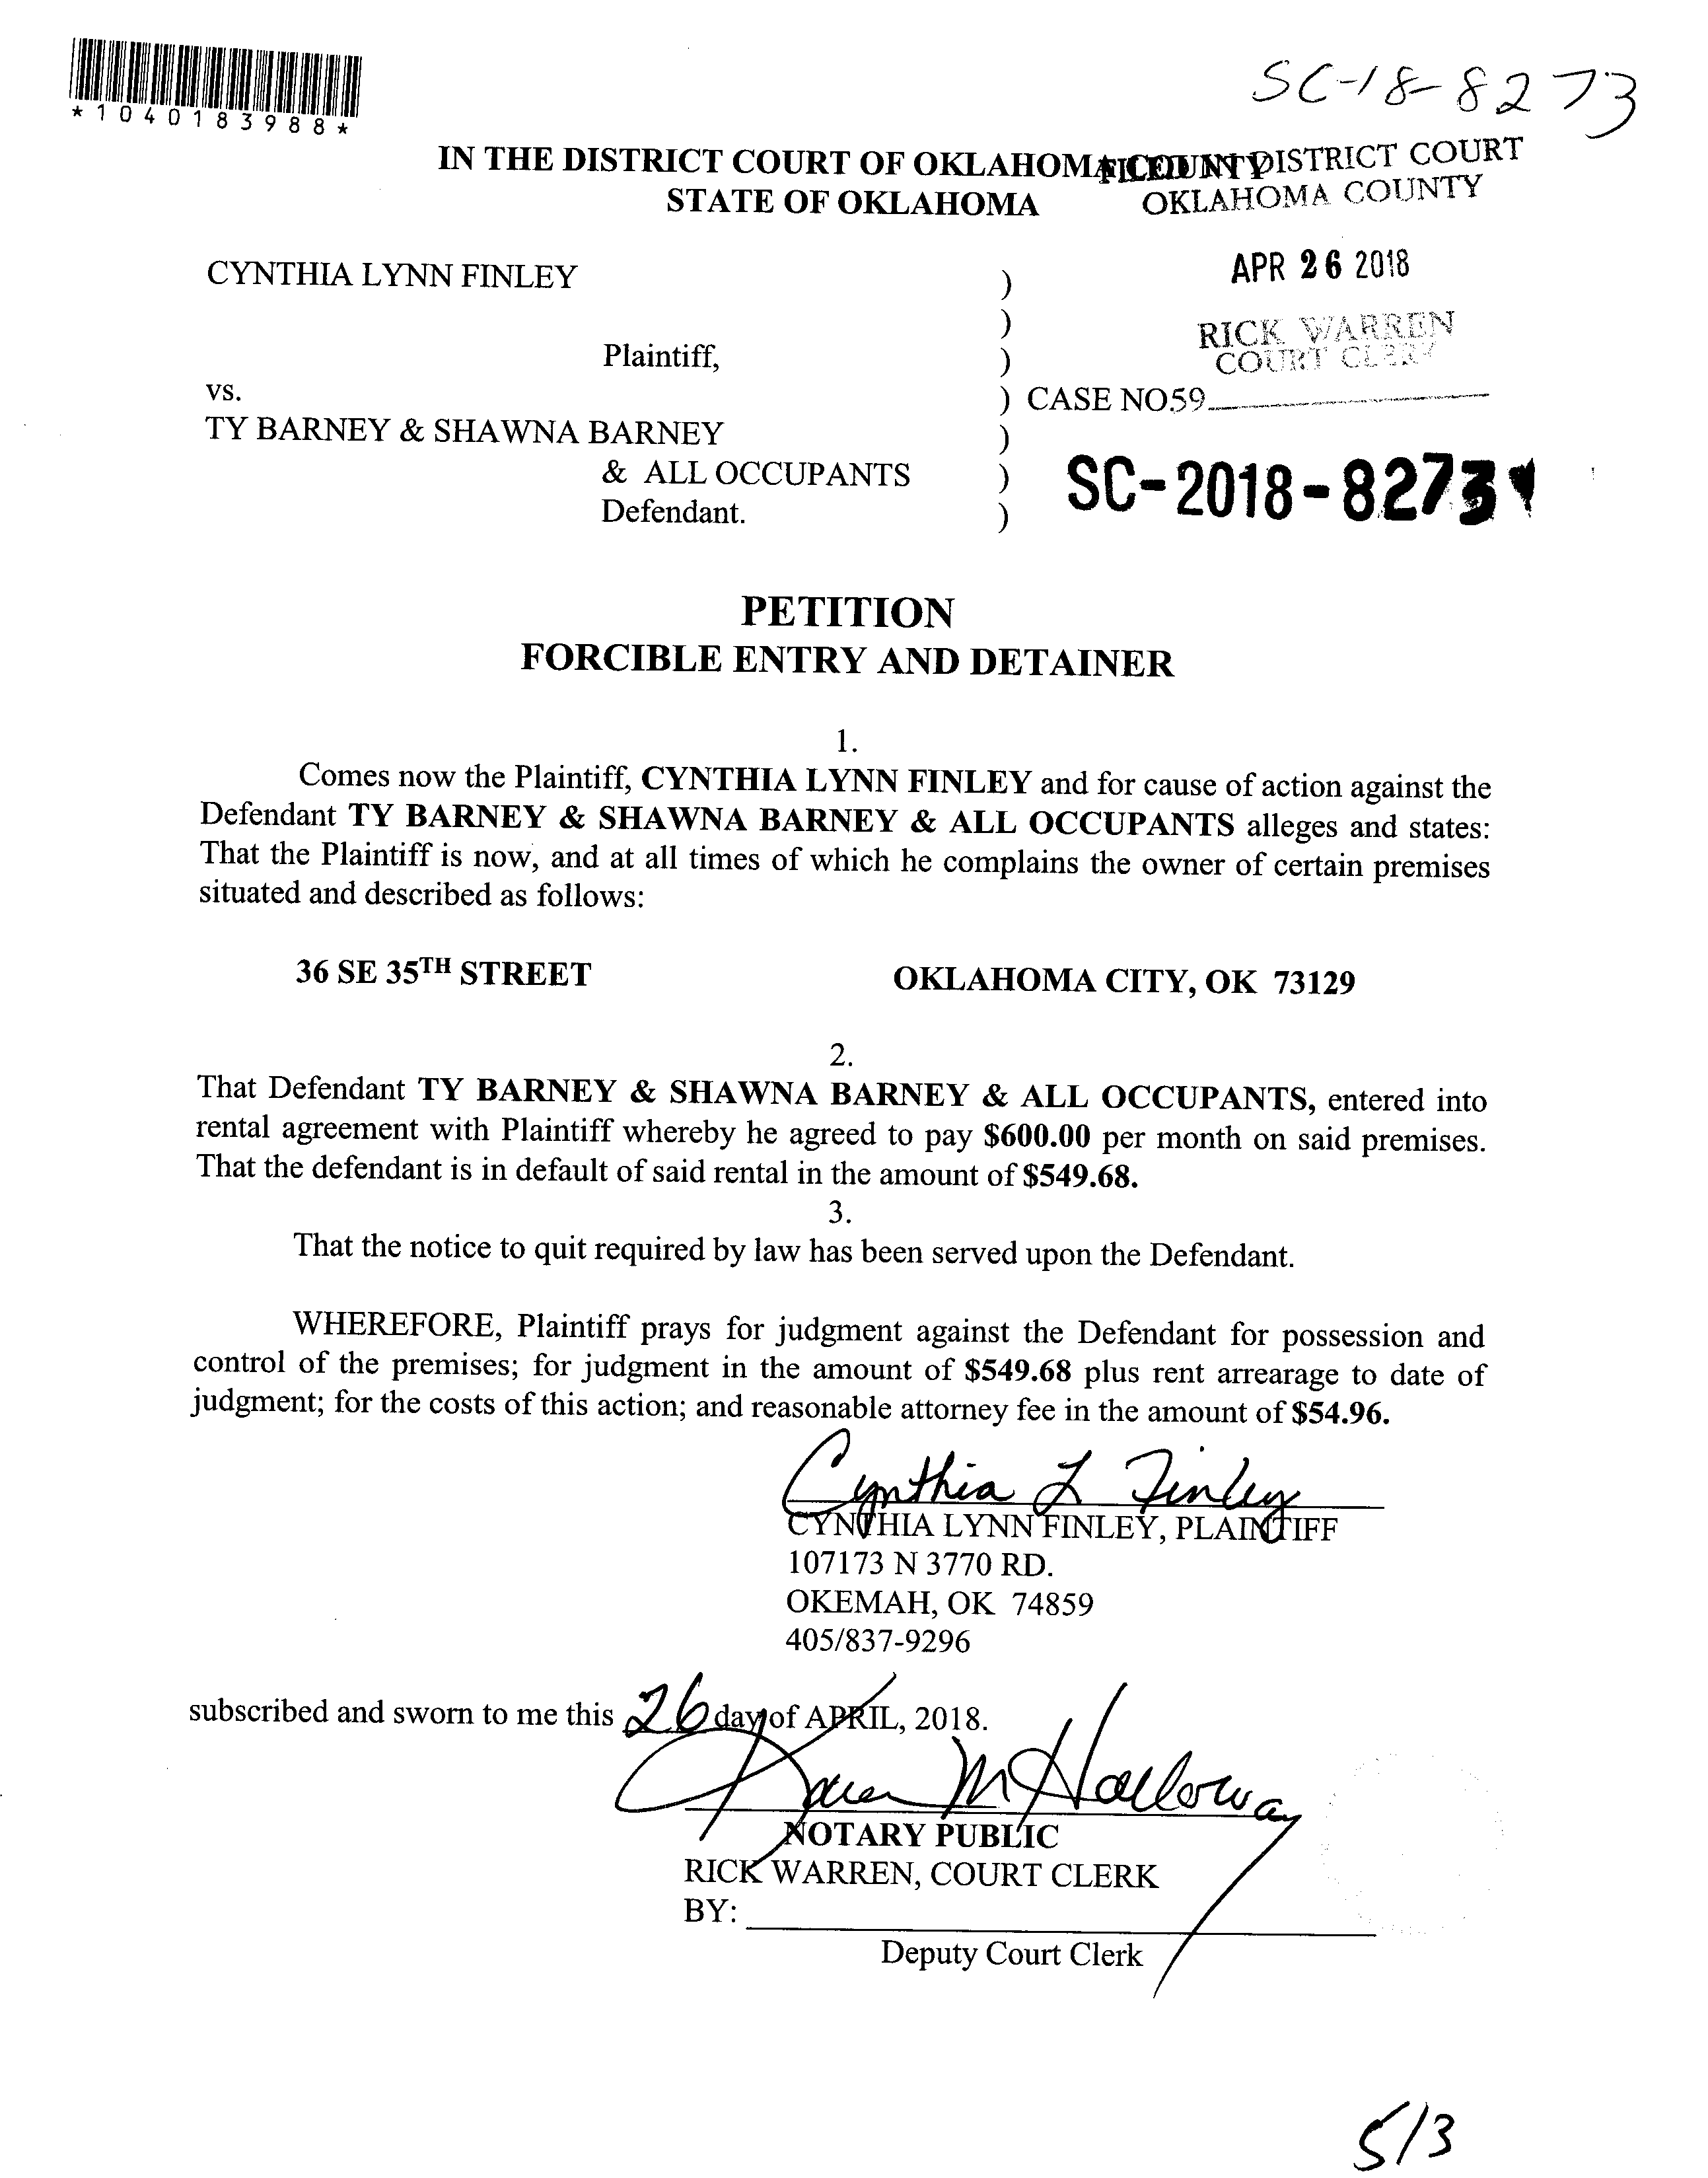 *1040183988*
SC-18-8273
IN THE DISTRICT COURT OF OKLAHOMA COUNTY
FILED IN DISTRICT COURT
STATE OF OKLAHOMA
OKLAHOMA COUNTY
APR 26 2018
CYNTHIA LYNN FINLEY )
)
RICK WARREN
COURT CLERK
Plaintiff, )
vs. ) CASE NO.
59
TY BARNEY & SHAWNA BARNEY )
& ALL OCCUPANTS )
SC-2018-8273
Defendant. )
PETITION
FORCIBLE ENTRY AND DETAINER
1.
Comes now the Plaintiff, CYNTHIA LYNN FINLEY and for cause of action against the
Defendant TY BARNEY & SHAWNA BARNEY & ALL OCCUPANTS alleges and states:
That the Plaintiff is now, and at all times of which he complains the owner of certain premises
situated and described as follows:
36 SE 35TH STREET OKLAHOMA CITY, OK 73129
2.
That Defendant TY BARNEY & SHAWNA BARNEY & ALL OCCUPANTS, entered into
rental agreement with Plaintiff whereby he agreed to pay $600.00 per month on said premises.
That the defendant is in default of said rental in the amount of $549.68.
3.
That the notice to quit required by law has been served upon the Defendant.
WHEREFORE, Plaintiff prays for judgment against the Defendant for possession and
control of the premises; for judgment in the amount of $549.68 plus rent arrearage to date of
judgment; for the costs of this action; and reasonable attorney fee in the amount of $54.96.
Cynthia L Finley
CYNTHIA LYNN FINLEY, PLAINTIFF
107173 N 3770 RD.
OKEMAH, OK 74859
405/837-9296
subscribed and sworn to me this 26 day of APRIL, 2018.
Karen M Holloway
NOTARY PUBLIC
RICK WARREN, COURT CLERK
BY:
Deputy Court Clerk
5/3